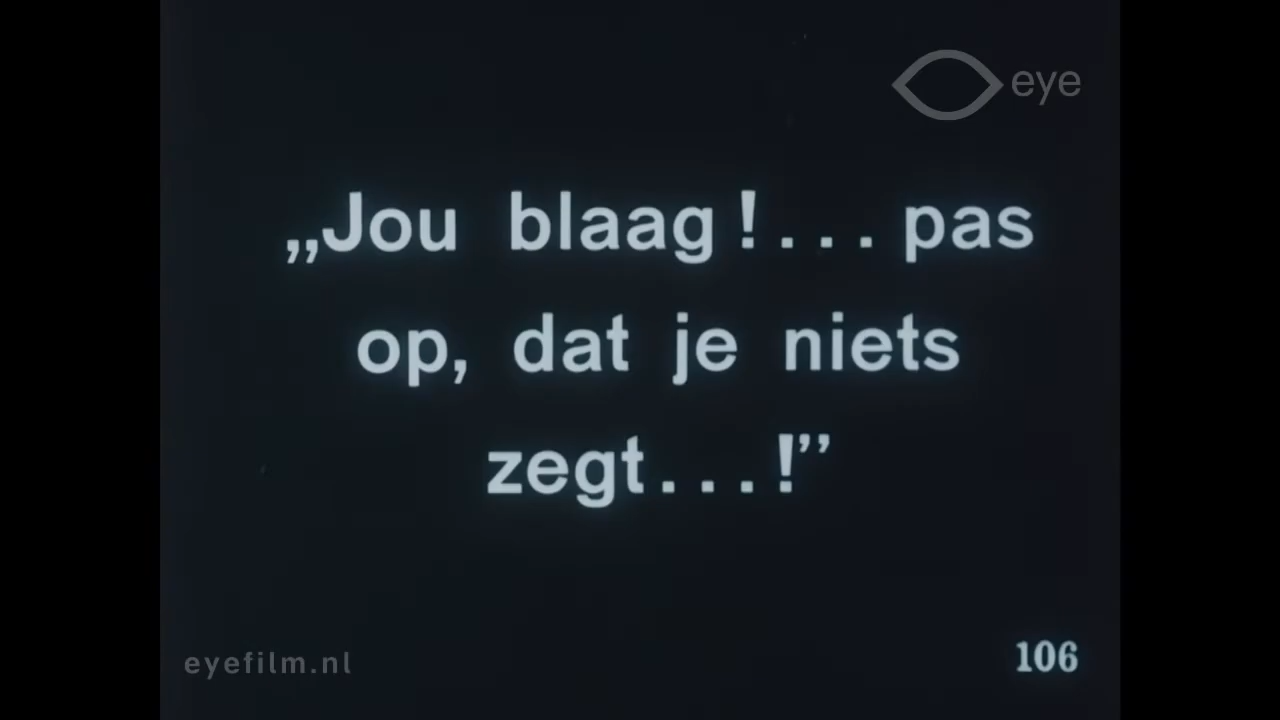 eye
„Jou blaag!... pas
op, dat je niets
zegt...!”
eyefilm.nl
106